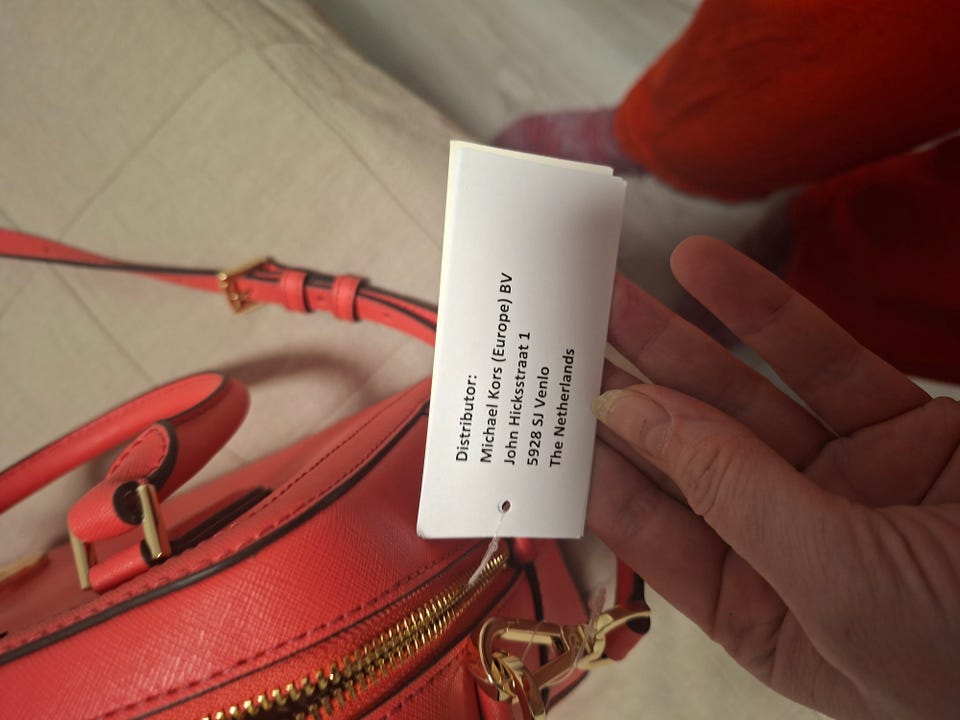 Distributor:
Michael Kors (Europe) BV
John Hicksstraat 1
5928 SJ Venlo
The Netherlands